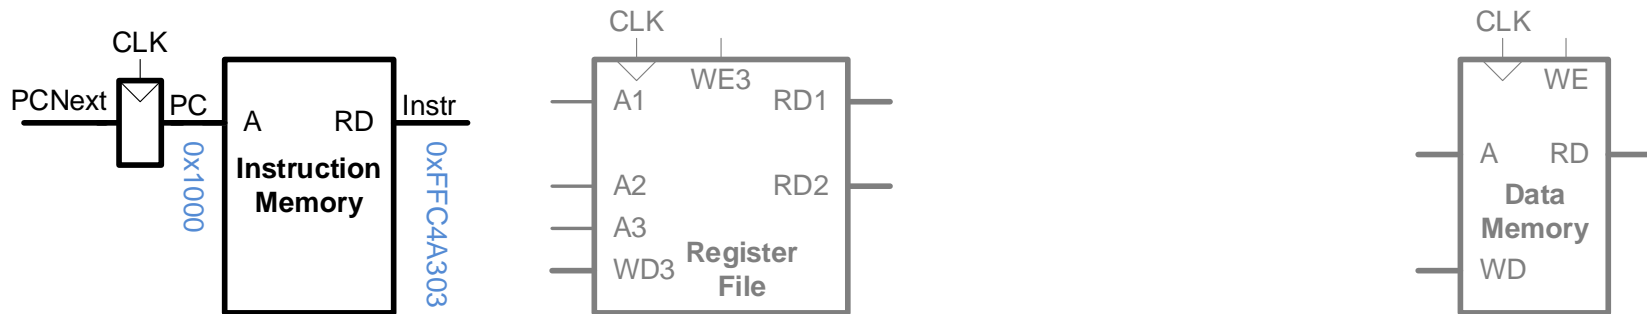 CLK
PCNext
PC
A
RD
Instruction
Memory
Instr
0x1000
0xFFC4A303
CLK
WE3
A1
RD1
A2
RD2
A3
WD3
Register
File
CLK
WE
A
RD
Data
Memory
WD